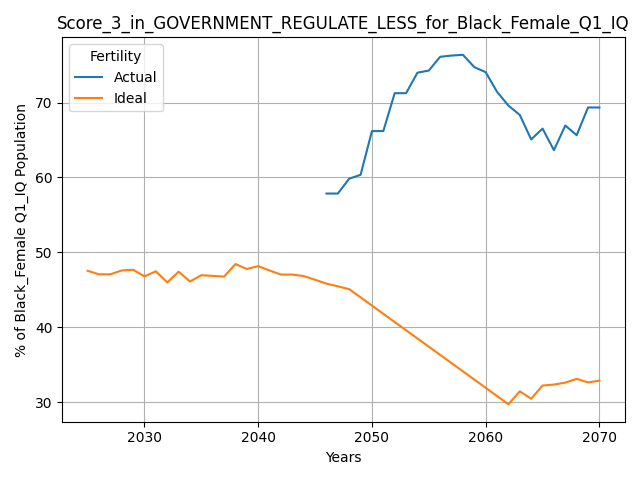 Score_3_in_GOVERNMENT_REGULATE_LESS_for_Black_Female_Q1_IQ
Fertility
Actual
Ideal
% of Black_Female Q1_IQ Population
70
60
50
40
30
2030 2040 2050 2060 2070
Years